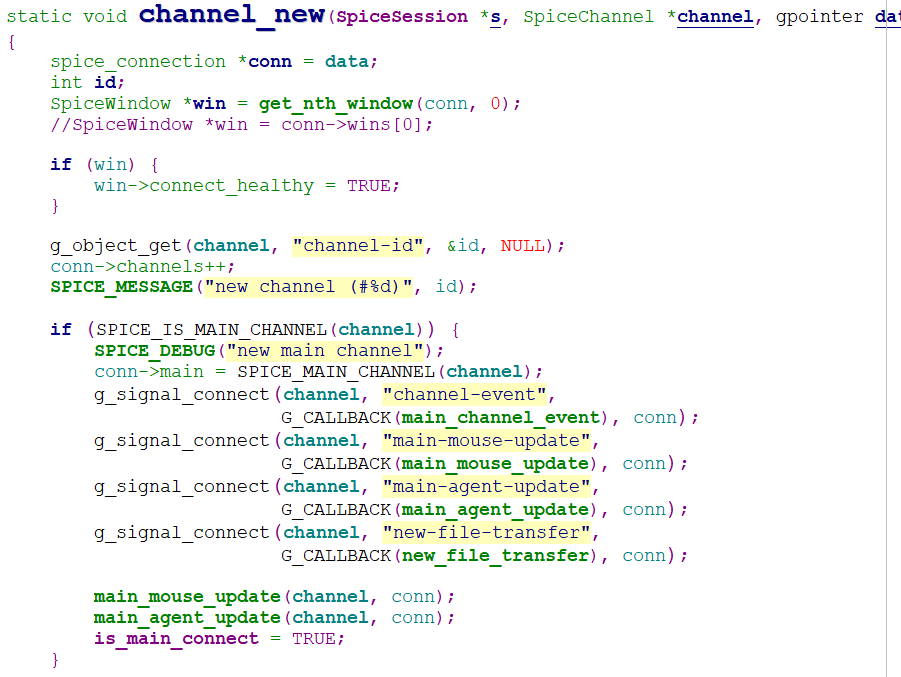 static void channel_new(SpiceSession *s, SpiceChannel *channel, gpointer dat
{
    spice_connection *conn = data;
    int id;
    SpiceWindow *win = get_nth_window(conn, 0);
    //SpiceWindow *win = conn->wins[0];

    if (win) {
        win->connect_healthy = TRUE;
    }

    g_object_get(channel, "channel-id", &id, NULL);
    conn->channels++;
    SPICE_MESSAGE("new channel (#%d)", id);

    if (SPICE_IS_MAIN_CHANNEL(channel)) {
        SPICE_DEBUG("new main channel");
        conn->main = SPICE_MAIN_CHANNEL(channel);
        g_signal_connect(channel, "channel-event",
                         G_CALLBACK(main_channel_event), conn);
        g_signal_connect(channel, "main-mouse-update",
                         G_CALLBACK(main_mouse_update), conn);
        g_signal_connect(channel, "main-agent-update",
                         G_CALLBACK(main_agent_update), conn);
        g_signal_connect(channel, "new-file-transfer",
                         G_CALLBACK(new_file_transfer), conn);

        main_mouse_update(channel, conn);
        main_agent_update(channel, conn);
        is_main_connect = TRUE;
    }